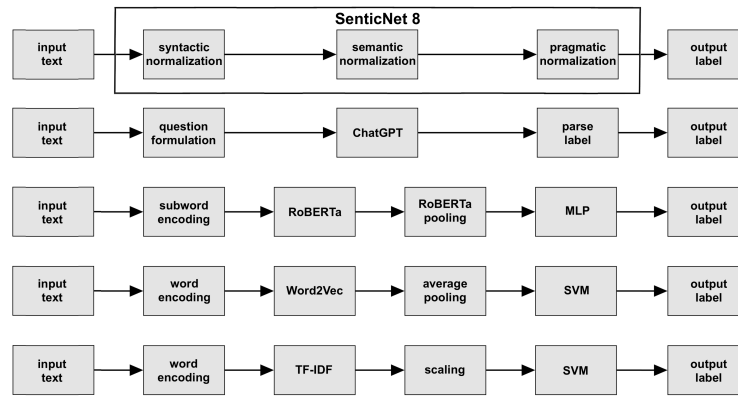 SenticNet 8
input
text
syntactic
normalization
semantic
normalization
pragmatic
normalization
output
label
input
text
question
formulation
ChatGPT
parse
label
output
label
input
text
subword
encoding
RoBERTa
RoBERTa
pooling
MLP
output
label
input
text
word
encoding
Word2Vec
average
pooling
SVM
output
label
input
text
word
encoding
TF-IDF
scaling
SVM
output
label